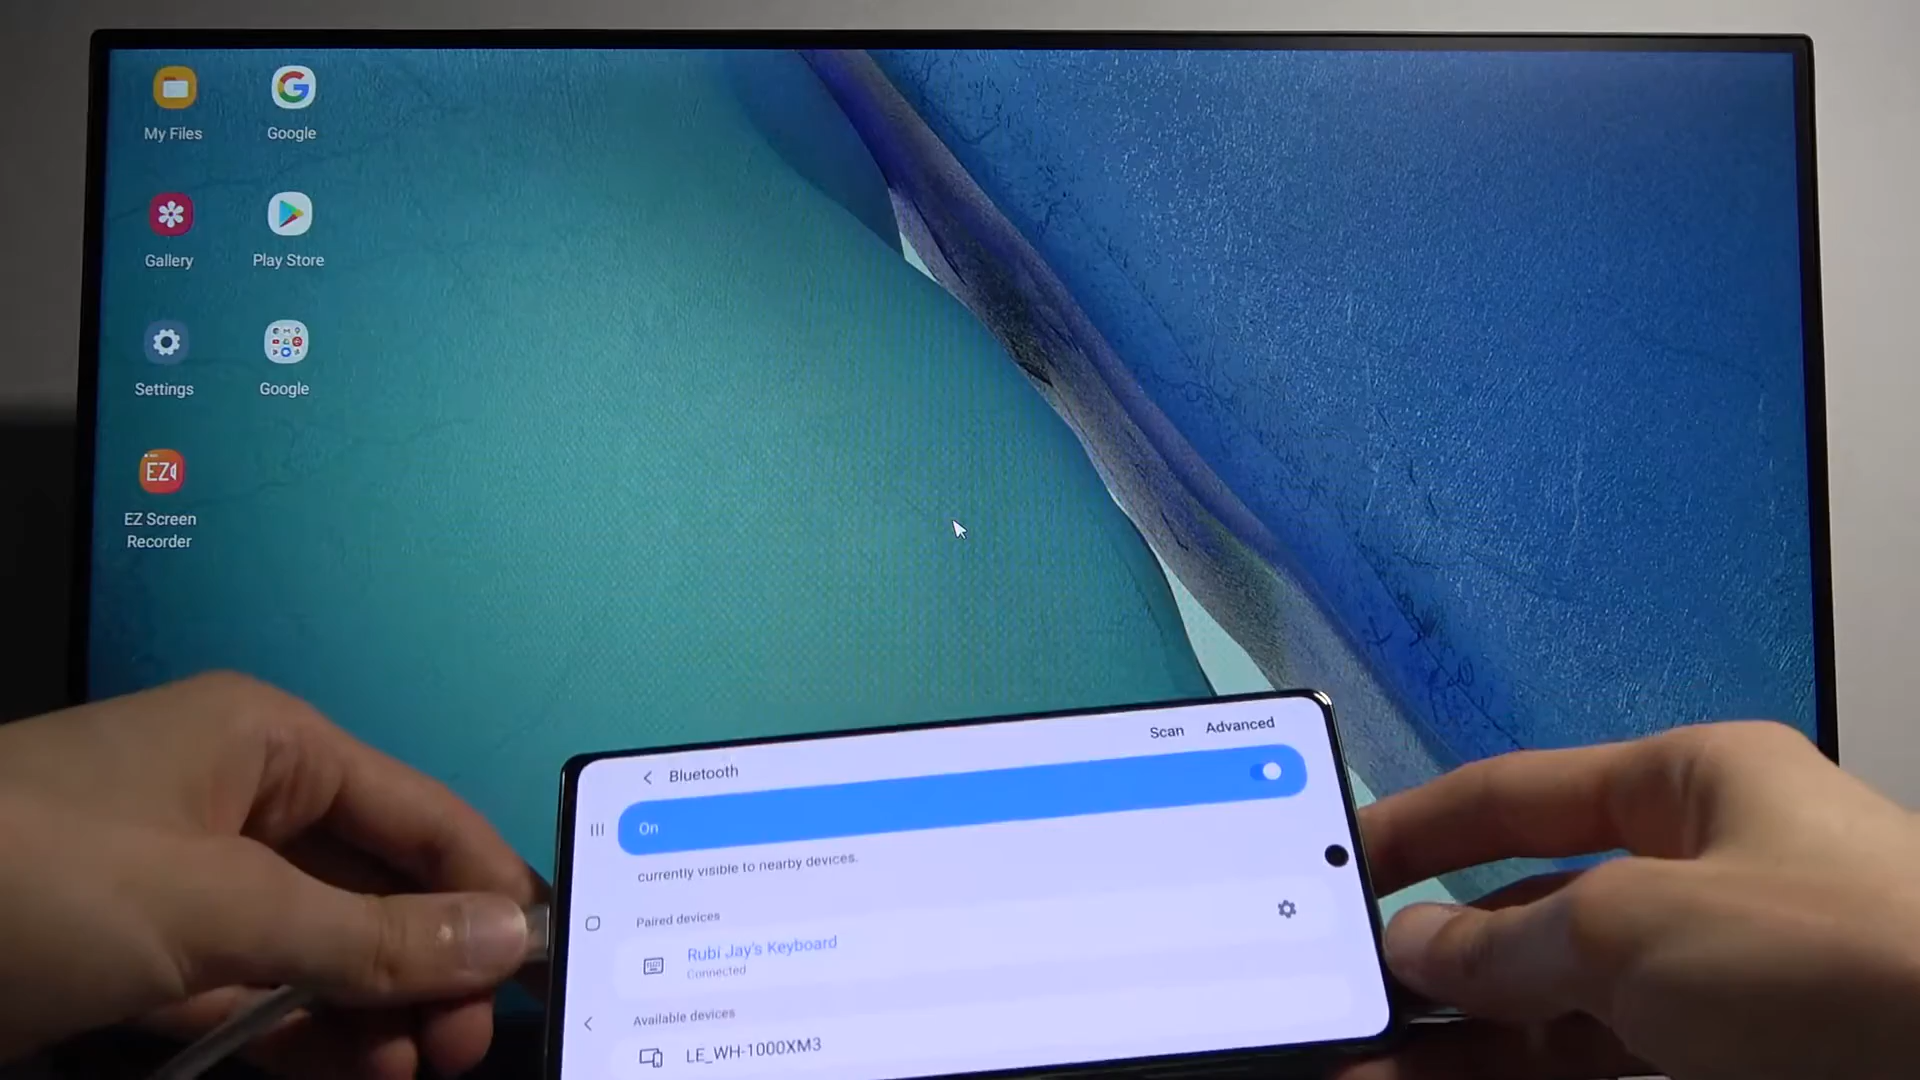 My Files
Google
Gallery
Play Store
Settings
Google
EZ
EZ Screen
Recorder
Scan
Advanced
Bluetooth
On
currently visible to nearby devices.
Paired devices
Rubi Jay's Keyboard
Connected
Available devices
LE_WH-1000XM3